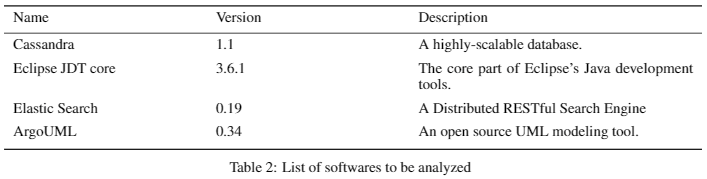 Name Version Description
Cassandra 1.1 A highly-scalable database.
Eclipse JDT core 3.6.1 The core part of Eclipse's Java development
tools.
Elastic Search 0.19 A Distributed RESTful Search Engine
ArgoUML 0.34 An open source UML modeling tool.
Table 2: List of softwares to be analyzed